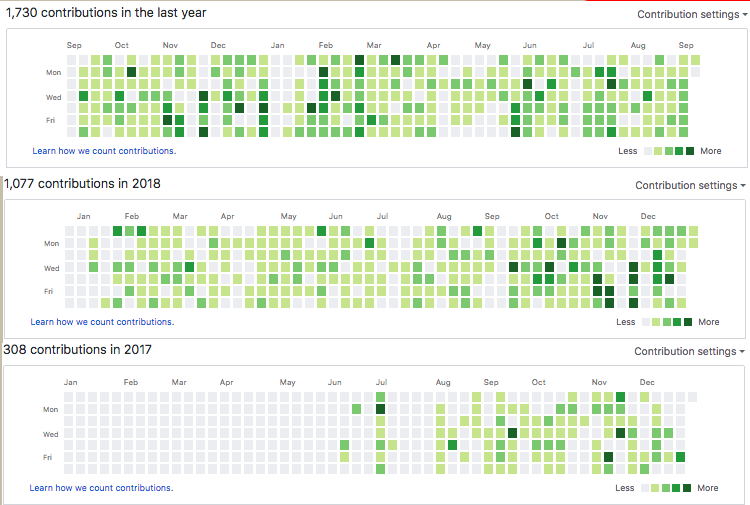 1,730 contributions in the last year
Contribution settings
Sep Oct Nov Dec Jan Feb Mar Apr May Jun Jul Aug Sep
Mon
Wed
Fri
Learn how we count contributions.
Less More
1,077 contributions in 2018
Contribution settings
Jan Feb Mar Apr May Jun Jul Aug Sep Oct Nov Dec
Mon
Wed
Fri
Learn how we count contributions.
Less More
308 contributions in 2017
Contribution settings
Jan Feb Mar Apr May Jun Jul Aug Sep Oct Nov Dec
Mon
Wed
Fri
Learn how we count contributions.
Less More